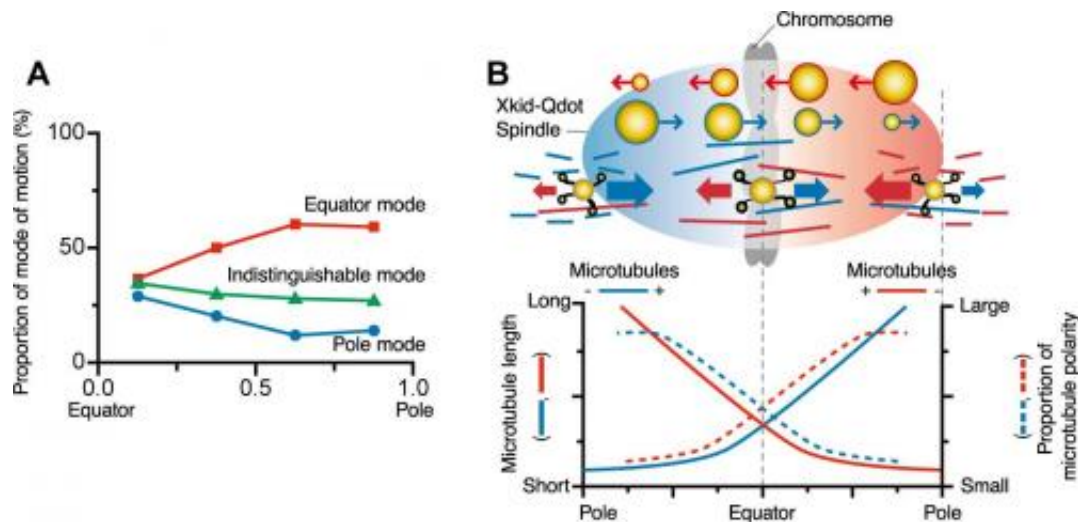 A
Proportion of mode of motion (%)
100
50
0
Equator mode
Indistinguishable mode
Pole mode
0.0
0.5
1.0
Equator
Pole
B
Chromosome
Xkid-Qdot
Spindle
Microtubules
- +
Microtubules
+ -
Long
Short
Microtubule length
( )
Large
Small
Proportion of
microtubule polarity
( )
Pole
Equator
Pole